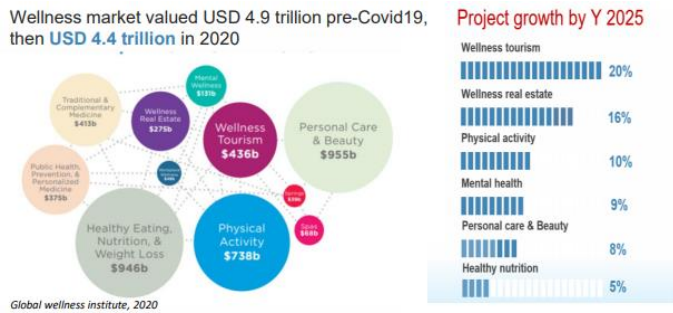 Wellness market valued USD 4.9 trillion pre-Covid19,
then USD 4.4 trillion in 2020
Mental
Wellness
$131b
Traditional &
Complementary
Medicine
$413b
Wellness
Real Estate
$275b
Wellness
Tourism
$436b
Personal Care
& Beauty
$955b
Public Health,
Prevention, &
Personalized
Medicine
$375b
Healthy Eating,
Nutrition, &
Weight Loss
$946b
Physical
Activity
$738b
Spas
$68b
Global wellness institute, 2020
Project growth by Y 2025
Wellness tourism
20%
Wellness real estate
16%
Physical activity
10%
Mental health
9%
Personal care & Beauty
8%
Healthy nutrition
5%